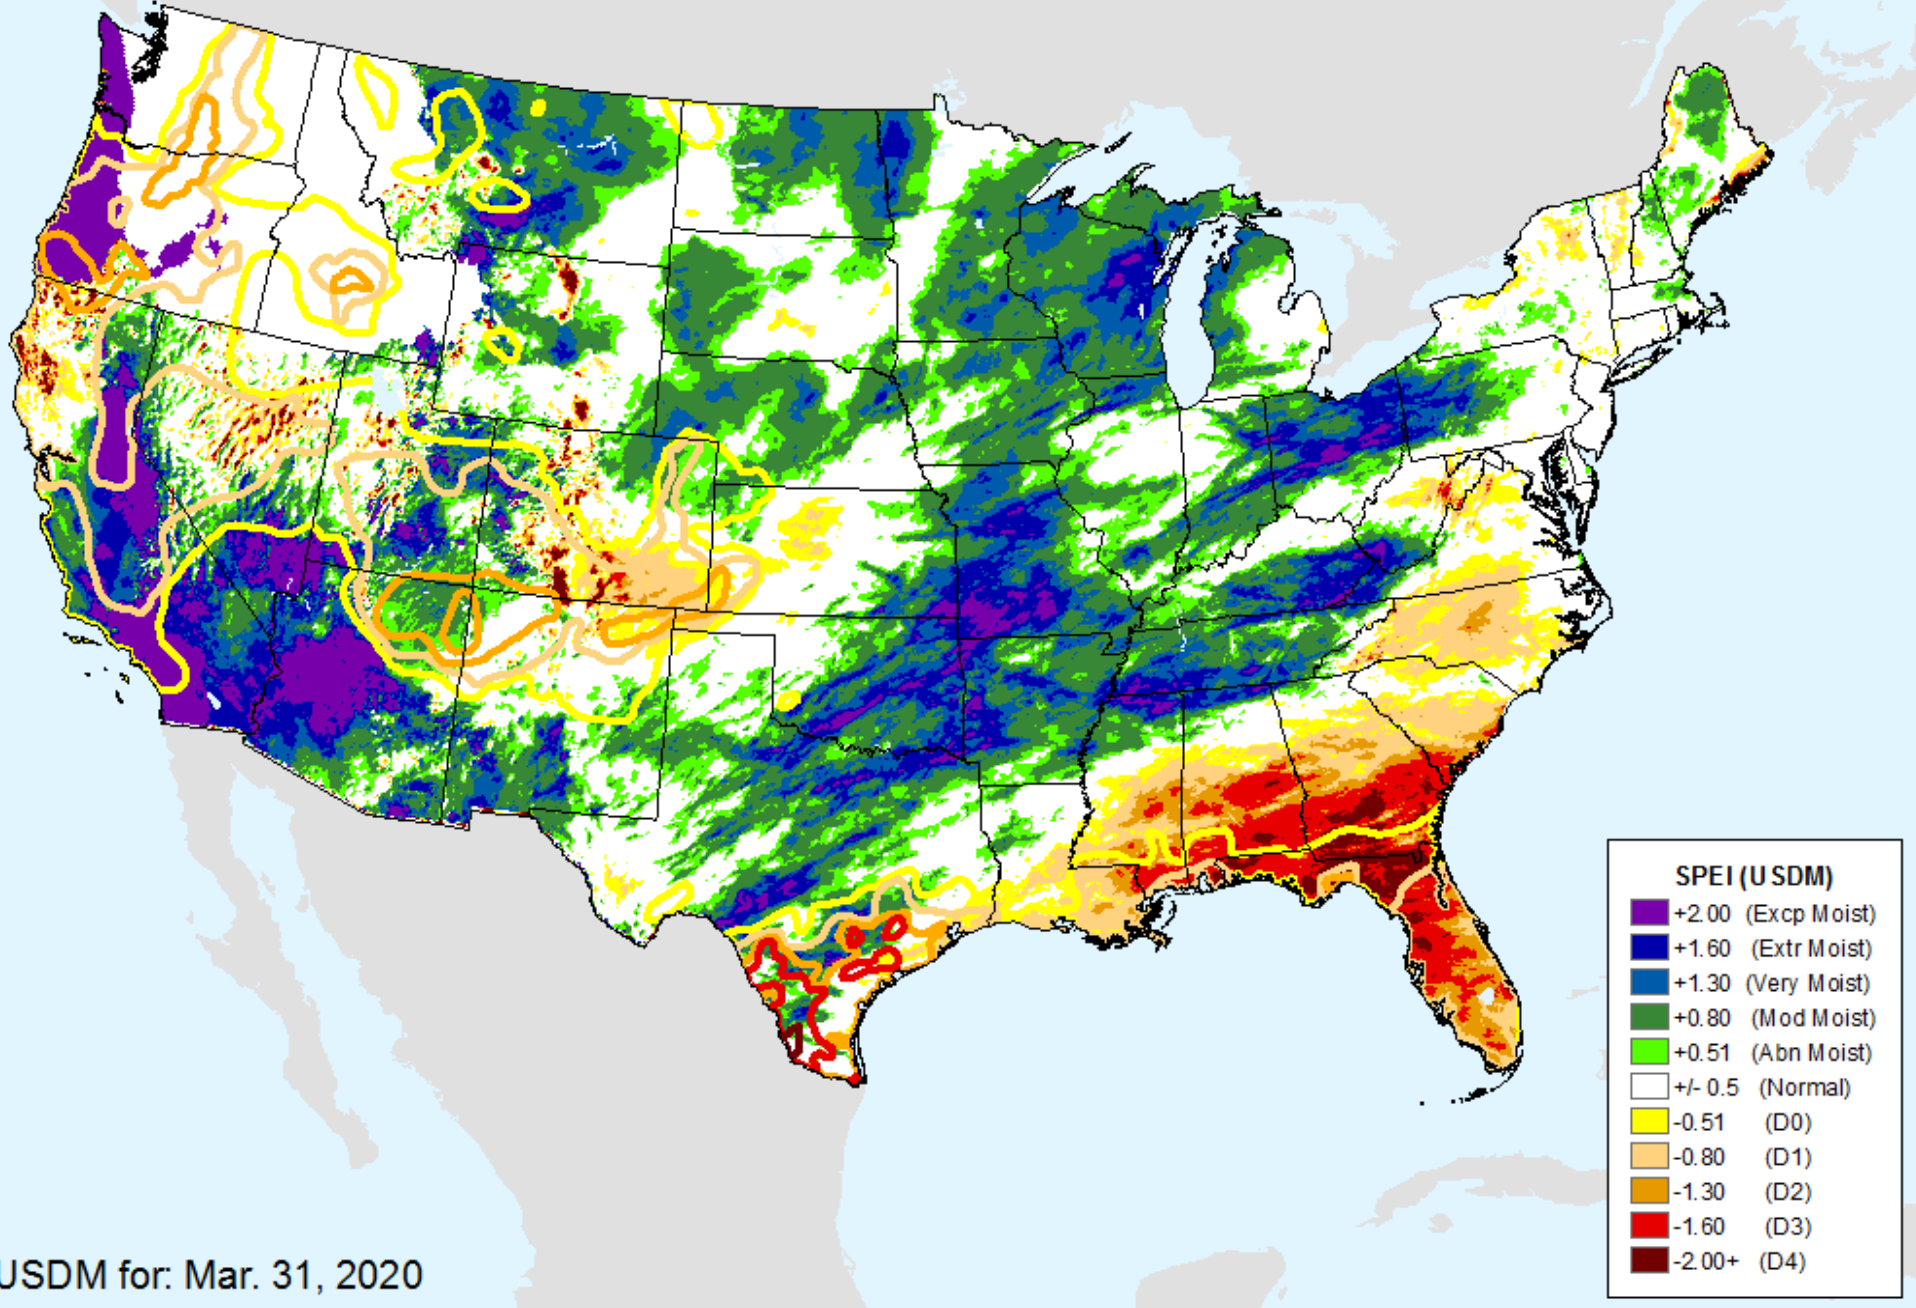 SPEI (USDM)
+2.00 (Excp Moist)
+1.60 (Extr Moist)
+1.30 (Very Moist)
+0.80 (Mod Moist)
+0.51 (Abn Moist)
+/- 0.5 (Normal)
-0.51 (D0)
-0.80 (D1)
-1.30 (D2)
-1.60 (D3)
-2.00+ (D4)
USDM for: Mar. 31, 2020